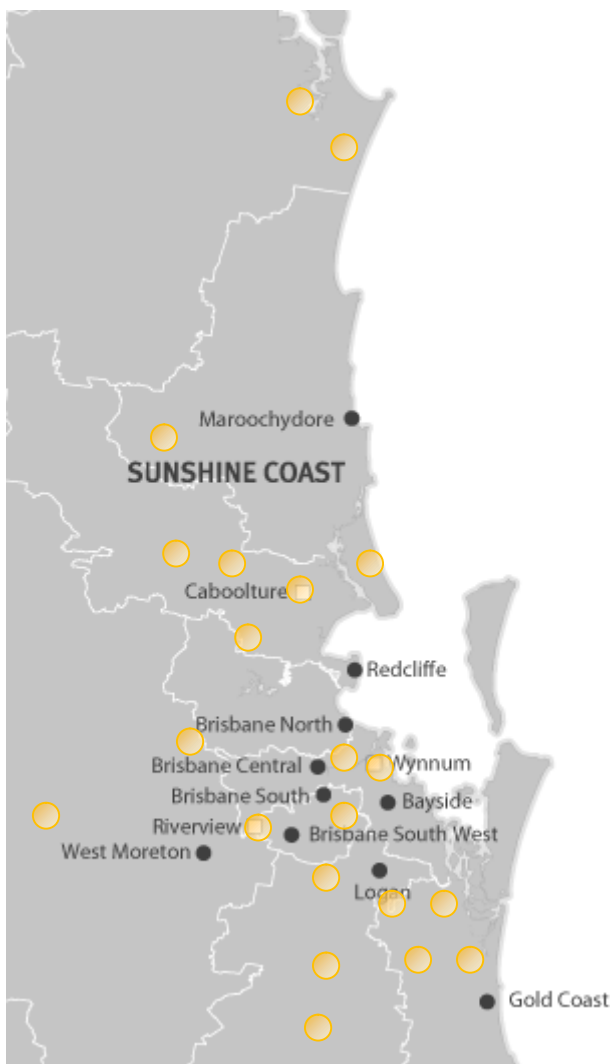 Maroochydore
SUNSHINE COAST
Caboolture
Redcliffe
Brisbane North
Brisbane Central
Wynnum
Brisbane South
Bayside
Riverview
Brisbane South West
West Moreton
Logan
Gold Coast